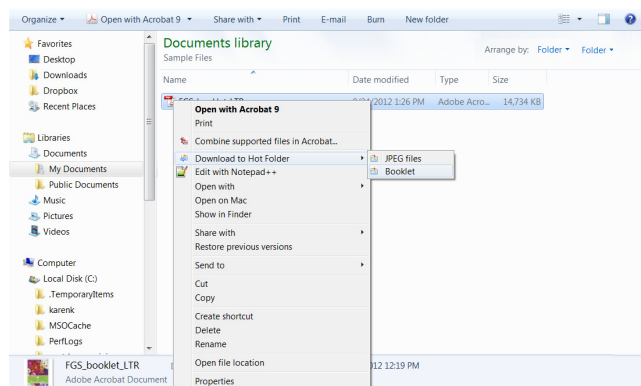 Organize Open with Acrobat 9 Share with Print E-mail Burn New folder
Favorites
Desktop
Downloads
Dropbox
Recent Places
Libraries
Documents
My Documents
Public Documents
Music
Pictures
Videos
Computer
Local Disk (C:)
.TemporaryItems
karenk
MSOCache
PerfLogs
Documents library
Sample Files
Arrange by: Folder Folder
Name Date modified Type Size
FGS_booklet_LTR 1:26 PM Adobe Acro... 14,734 KB
Open with Acrobat 9
Print
Combine supported files in Acrobat...
Download to Hot Folder
Edit with Notepad++
Open with
Open on Mac
Show in Finder
Share with
Restore previous versions
Send to
Cut
Copy
Create shortcut
Delete
Rename
Open file location
Properties
JPEG files
Booklet
FGS_booklet_LTR
Adobe Acrobat Document
12:19 PM